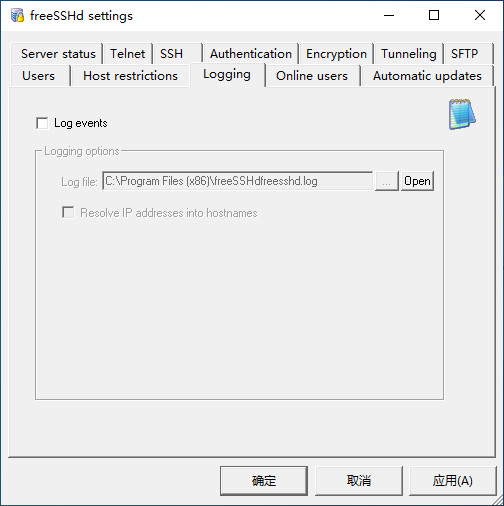 freeSSHd settings
Server status Telnet SSH Authentication Encryption Tunneling SFTP
Users Host restrictions Logging Online users Automatic updates
Log events
Logging options
Log file: C:\Program Files (x86)\freeSSHdfreesshd.log ... Open
Resolve IP addresses into hostnames
确定 取消 应用(A)